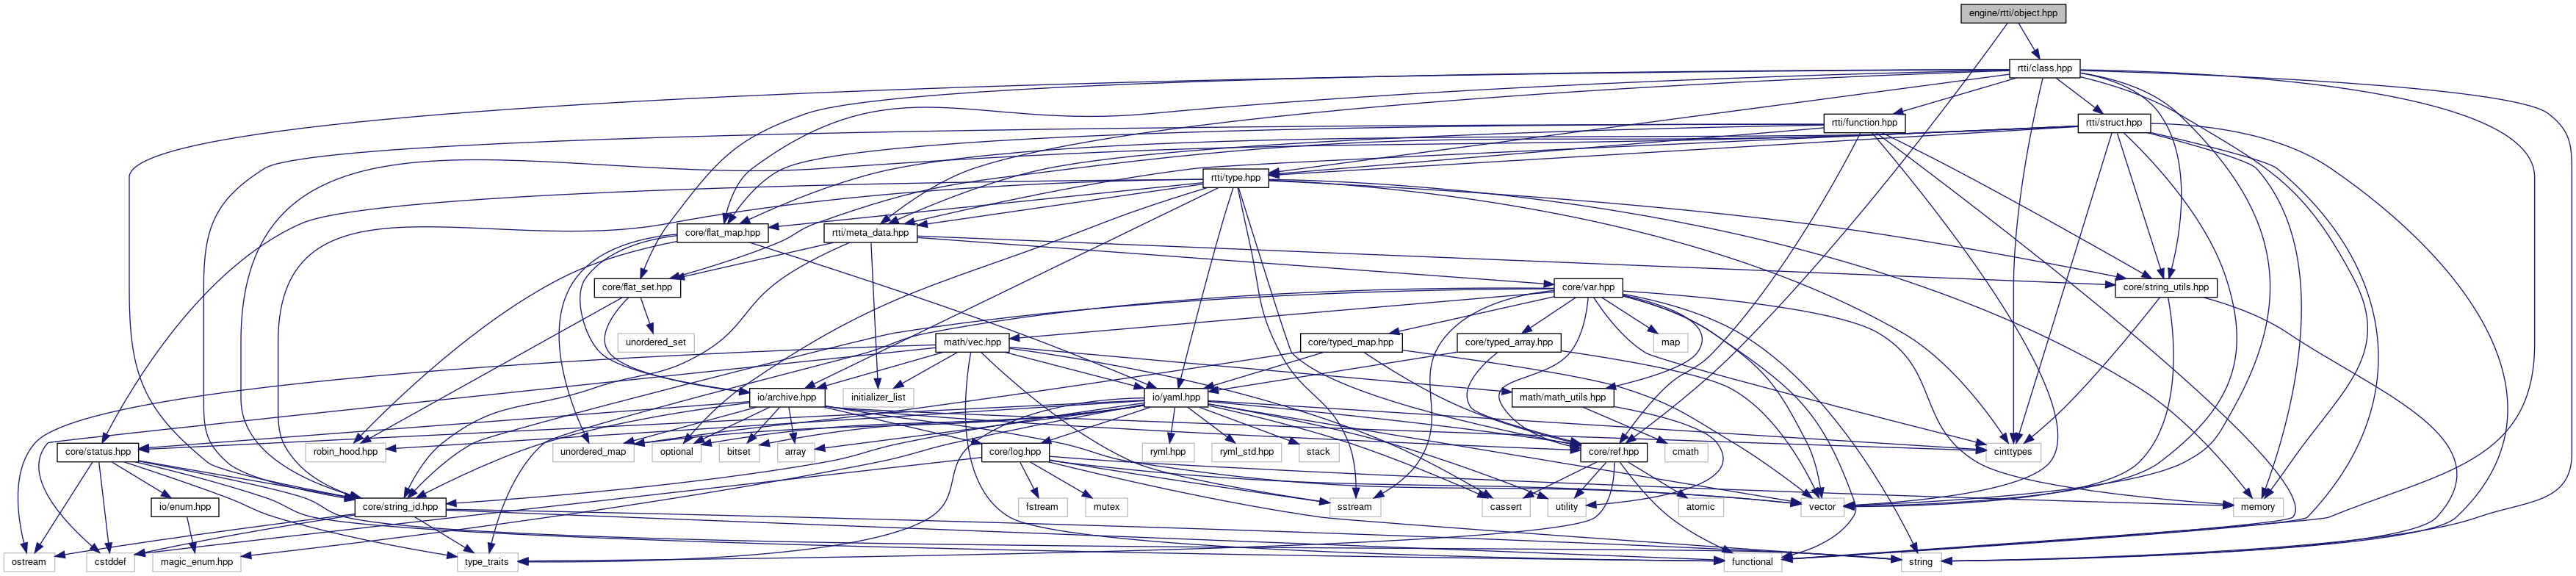 engine/rtti/object.hpp
rtti/class.hpp
rtti/function.hpp
rtti/struct.hpp
rtti/type.hpp
core/flat_map.hpp
rtti/meta_data.hpp
core/flat_set.hpp
core/var.hpp
core/string_utils.hpp
unordered_set
math/vec.hpp
core/typed_map.hpp
core/typed_array.hpp
map
io/archive.hpp
initializer_list
io/yaml.hpp
math/math_utils.hpp
core/status.hpp
robin_hood.hpp
unordered_map
optional
bitset
array
core/log.hpp
ryml.hpp
ryml_std.hpp
stack
core/ref.hpp
cmath
cinttypes
io/enum.hpp
core/string_id.hpp
fstream
mutex
sstream
cassert
utility
atomic
vector
memory
ostream
cstddef
magic_enum.hpp
type_traits
functional
string